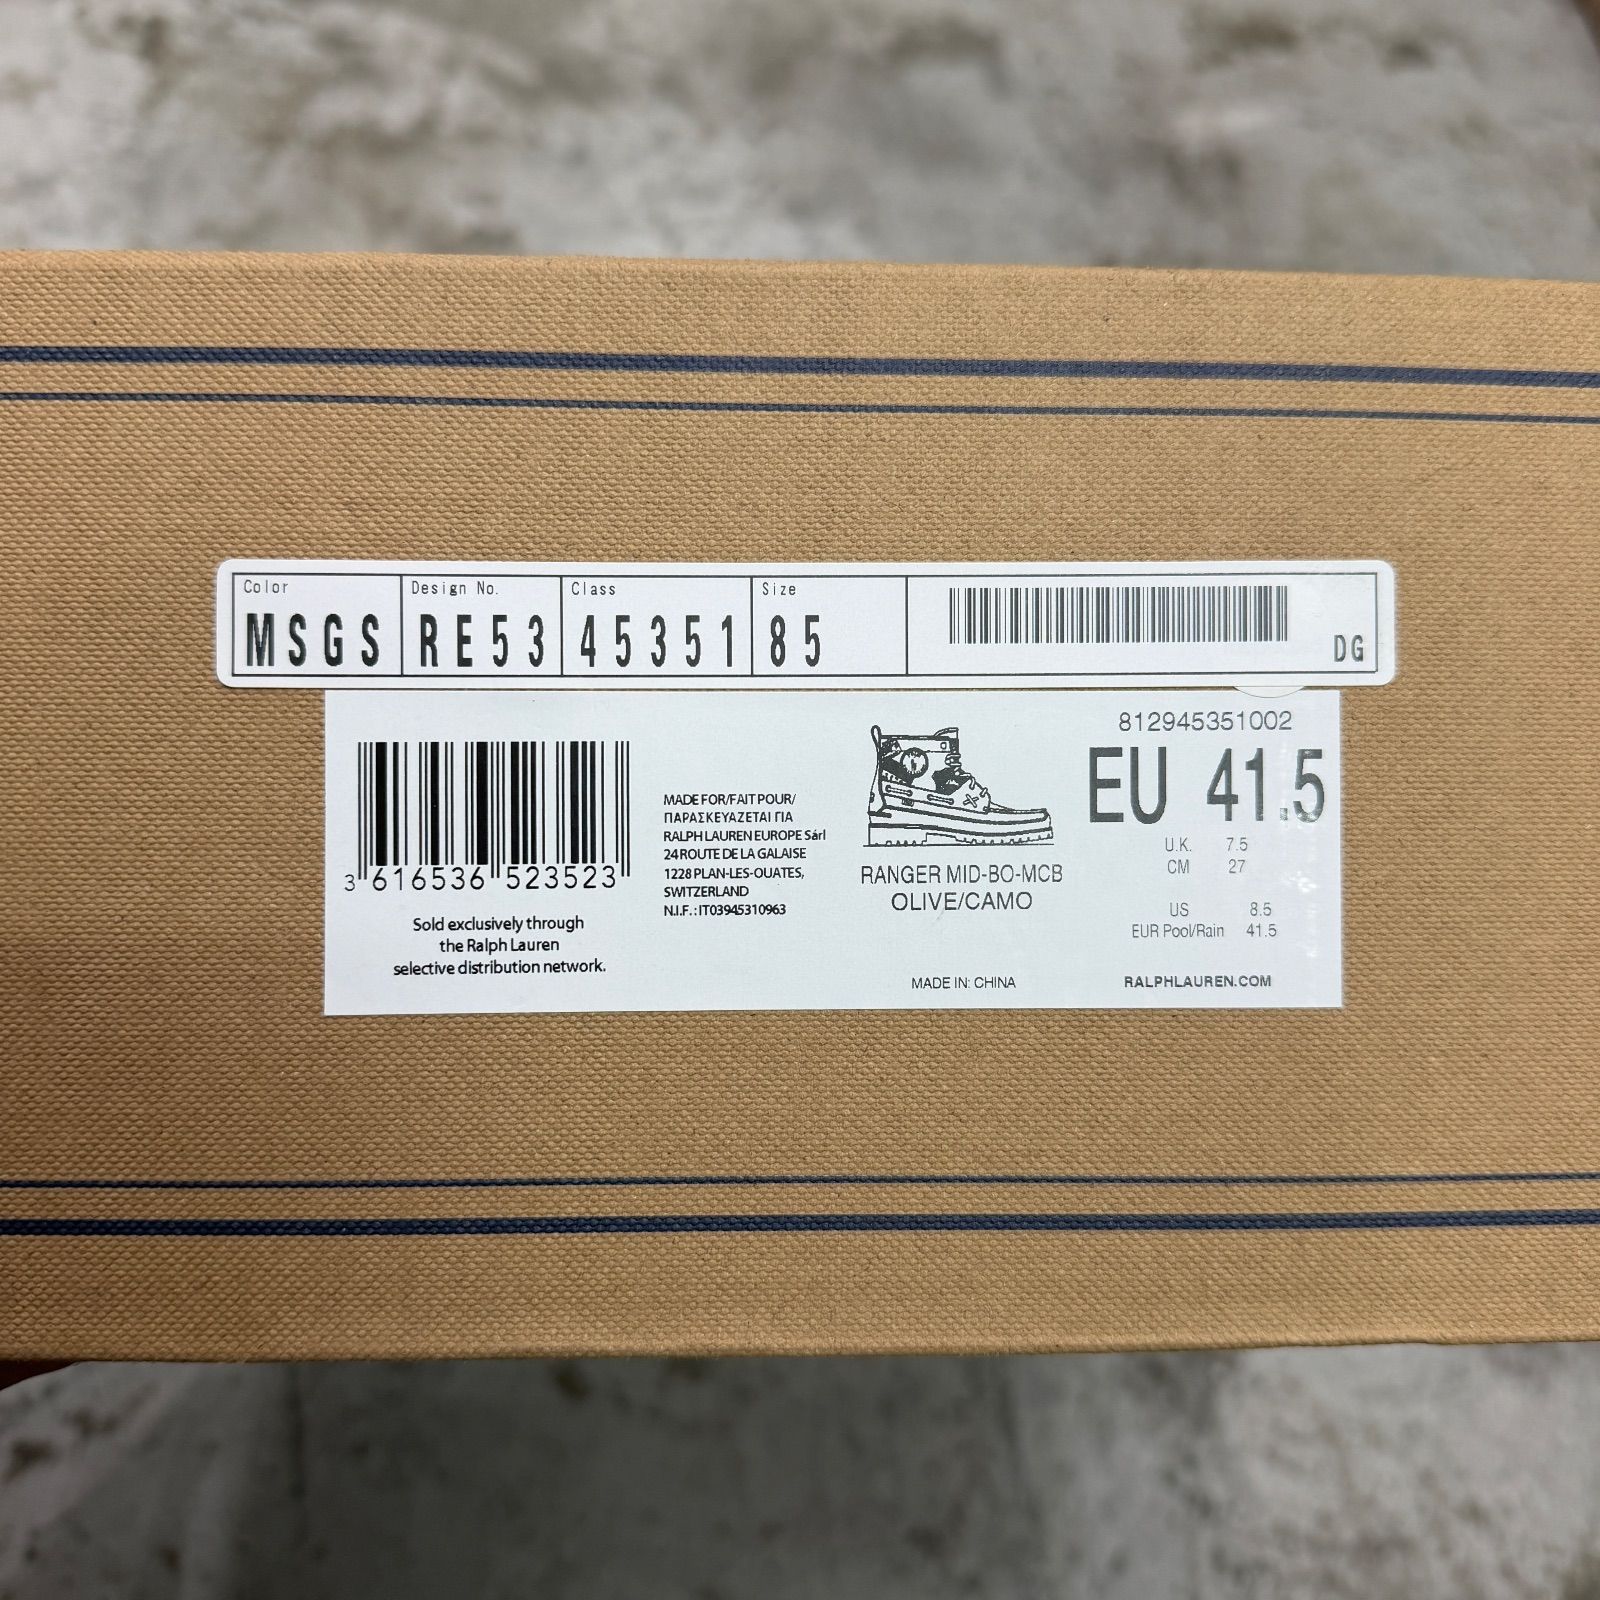 Color Design No. Class Size
MSGS RE53 45351 85
DG
3 616536 523523
Sold exclusively through
the Ralph Lauren
selective distribution network.
MADE FOR/FAIT POUR/
ΠΑΡΑΣΚΕΥΑΖΕΤΑΙ ΓΙΑ
RALPH LAUREN EUROPE Sárl
24 ROUTE DE LA GALAISE
1228 PLAN-LES-OUATES,
SWITZERLAND
N.I.F.:IT03945310963
RANGER MID-BO-MCB
OLIVE/CAMO
MADE IN: CHINA
812945351002
EU 41.5
U.K. 7.5
CM 27
US 8.5
EUR Pool/Rain 41.5
RALPHLAUREN.COM